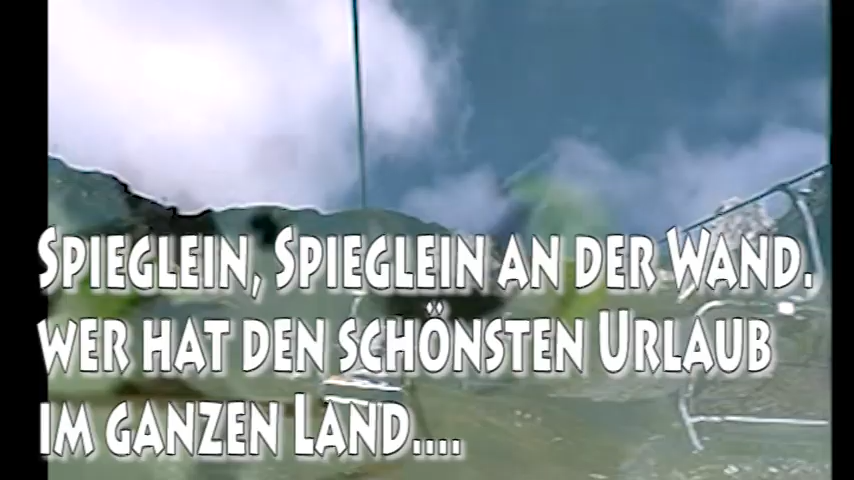 Spieglein, Spieglein an der Wand.
wer hat den schönsten Urlaub
im ganzen Land....